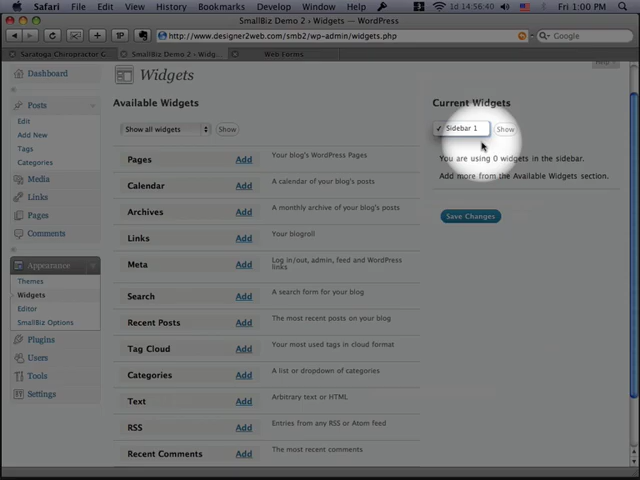 Safari File Edit View History Bookmarks Develop Window Help 1d 14:56:40 Fri 1:00 PM
SmallBiz Demo 2 › Widgets — WordPress
http://www.designer2web.com/smb2/wp-admin/widgets.php
Google
Saratoga Chiropractor G... SmallBiz Demo 2 › Widg... Web Forms
Dashboard
Posts
Edit
Add New
Tags
Categories
Media
Links
Pages
Comments
Appearance
Themes
Widgets
Editor
SmallBiz Options
Plugins
Users
Tools
Settings
Widgets
Help
Available Widgets
Show all widgets Show
Pages Add Your blog's WordPress Pages
Calendar Add A calendar of your blog's posts
Archives Add A monthly archive of your blog's posts
Links Add Your blogroll
Meta Add Log in/out, admin, feed and WordPress
links
Search Add A search form for your blog
Recent Posts Add The most recent posts on your blog
Tag Cloud Add Your most used tags in cloud format
Categories Add A list or dropdown of categories
Text Add Arbitrary text or HTML
RSS Add Entries from any RSS or Atom feed
Recent Comments Add The most recent comments
Current Widgets
✓ Sidebar 1 Show
You are using 0 widgets in the sidebar.
Add more from the Available Widgets section.
Save Changes